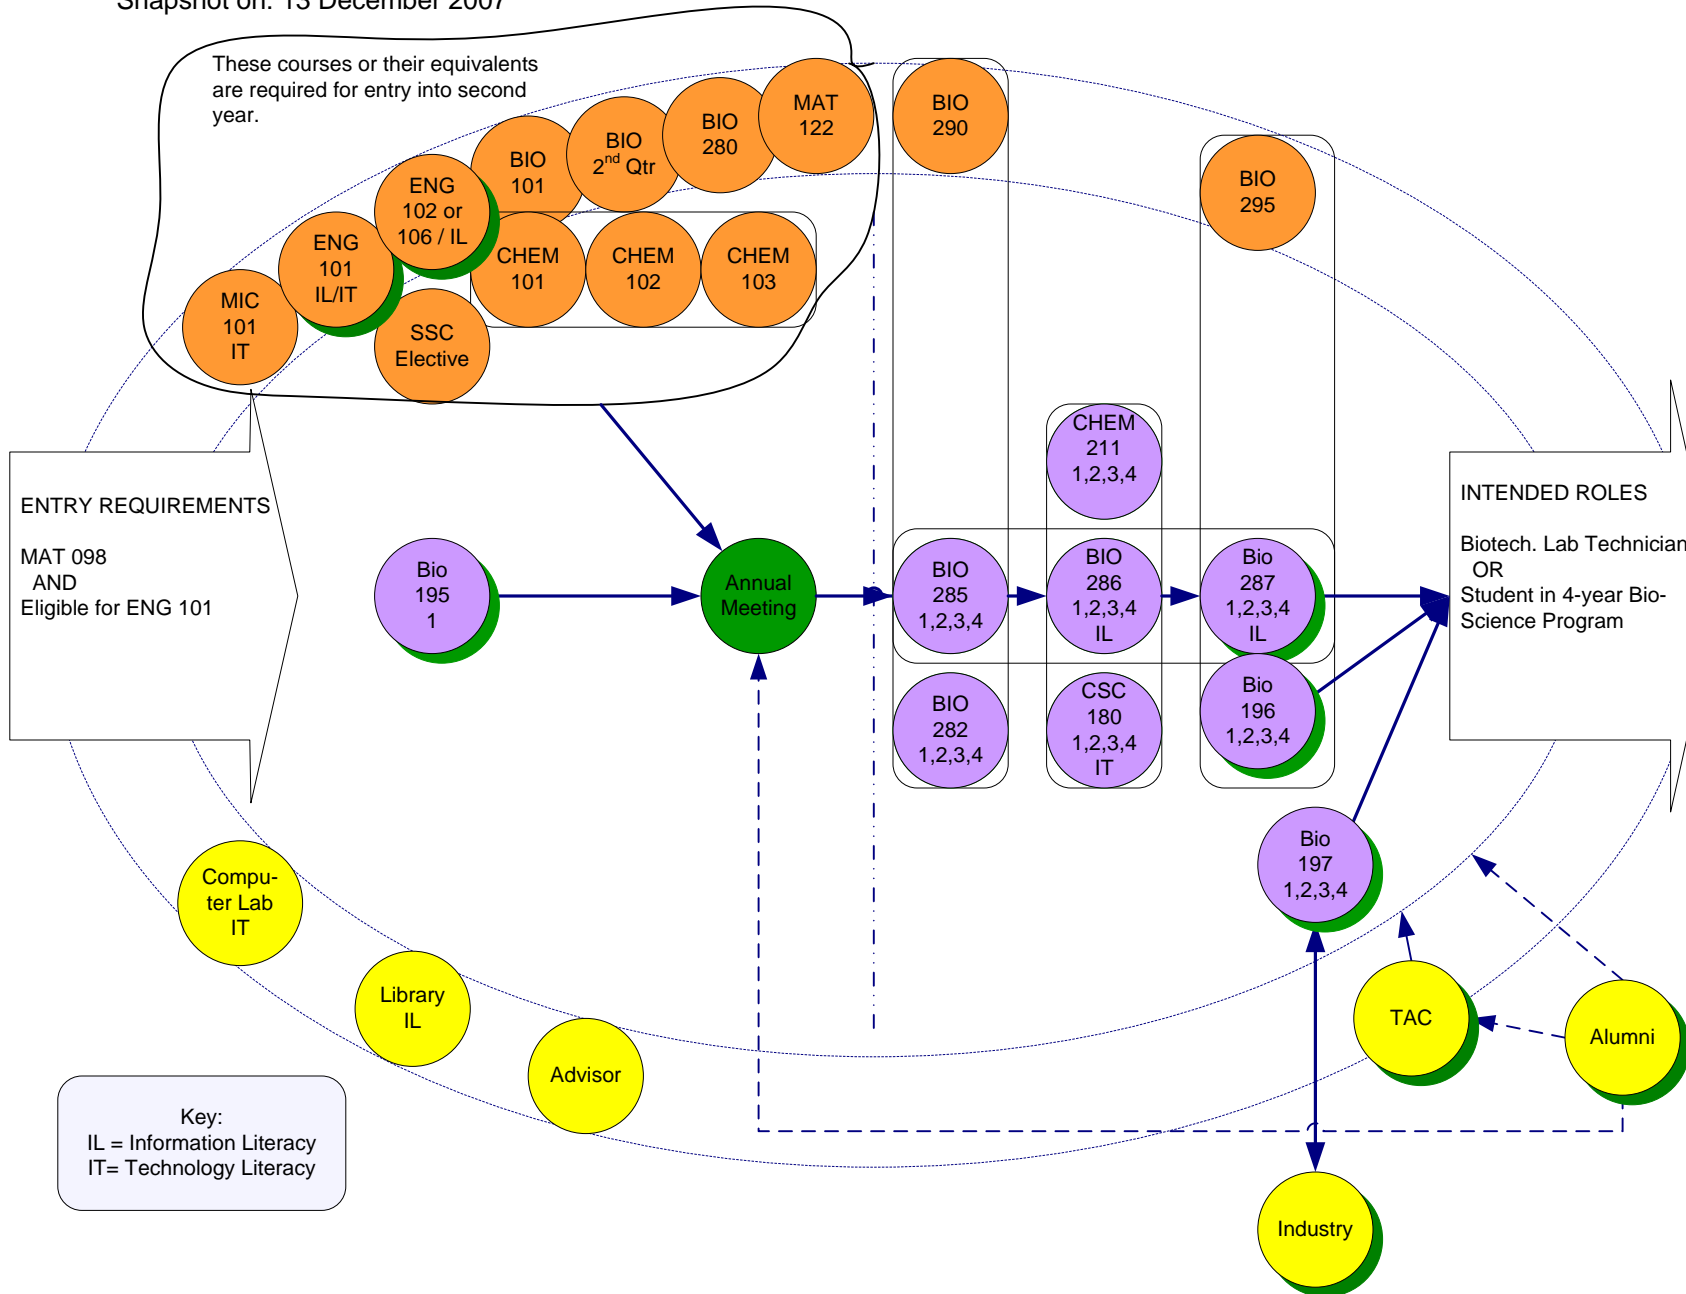 Snapshot on: 13 December 2007
These courses or their equivalents
are required for entry into second
year.
MAT
122
BIO
290
BIO
280
BIO
2nd Qtr
BIO
101
BIO
295
ENG
102 or
106 / IL
ENG
101
IL/IT
CHEM
101
CHEM
102
CHEM
103
MIC
101
IT
SSC
Elective
CHEM
211
1,2,3,4
ENTRY REQUIREMENTS
MAT 098
AND
Eligible for ENG 101
Bio
195
1
Annual
Meeting
BIO
285
1,2,3,4
BIO
286
1,2,3,4
IL
Bio
287
1,2,3,4
IL
INTENDED ROLES
Biotech. Lab Technician
OR
Student in 4-year Bio-
Science Program
BIO
282
1,2,3,4
CSC
180
1,2,3,4
IT
Bio
196
1,2,3,4
Bio
197
1,2,3,4
Compu-
ter Lab
IT
Library
IL
Advisor
TAC
Alumni
Key:
IL = Information Literacy
IT= Technology Literacy
Industry